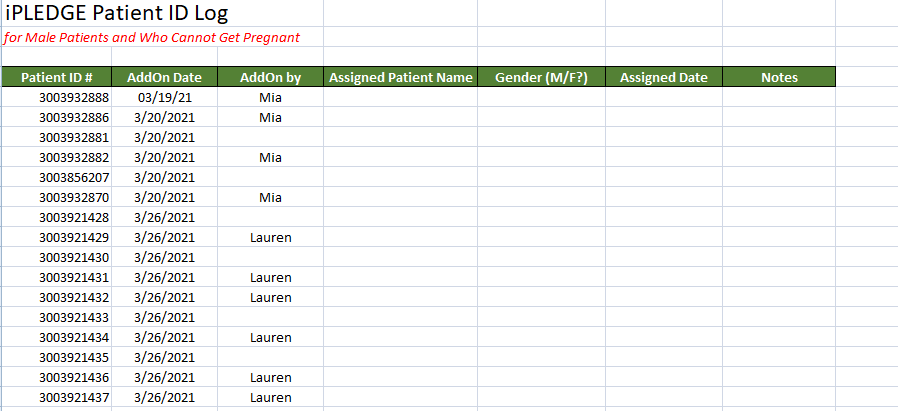 iPLEDGE Patient ID Log
for Male Patients and Who Cannot Get Pregnant
Patient ID # AddOn Date AddOn by Assigned Patient Name Gender (M/F?) Assigned Date Notes
3003932888 03/19/21 Mia
3003932886 3/20/2021 Mia
3003932881 3/20/2021
3003932882 3/20/2021 Mia
3003856207 3/20/2021
3003932870 3/20/2021 Mia
3003921428 3/26/2021
3003921429 3/26/2021 Lauren
3003921430 3/26/2021
3003921431 3/26/2021 Lauren
3003921432 3/26/2021 Lauren
3003921433 3/26/2021
3003921434 3/26/2021 Lauren
3003921435 3/26/2021
3003921436 3/26/2021 Lauren
3003921437 3/26/2021 Lauren